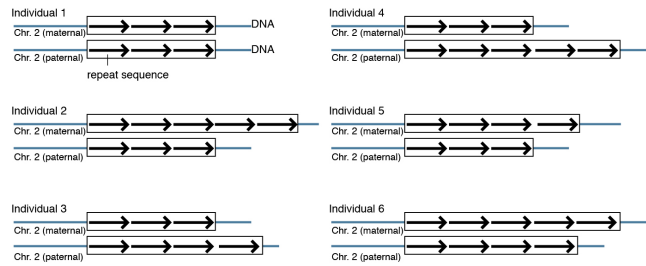 Individual 1
Chr. 2 (maternal)
DNA
Chr. 2 (paternal)
DNA
repeat sequence
Individual 2
Chr. 2 (maternal)
Chr. 2 (paternal)
Individual 3
Chr. 2 (maternal)
Chr. 2 (paternal)
Individual 4
Chr. 2 (maternal)
Chr. 2 (paternal)
Individual 5
Chr. 2 (maternal)
Chr. 2 (paternal)
Individual 6
Chr. 2 (maternal)
Chr. 2 (paternal)